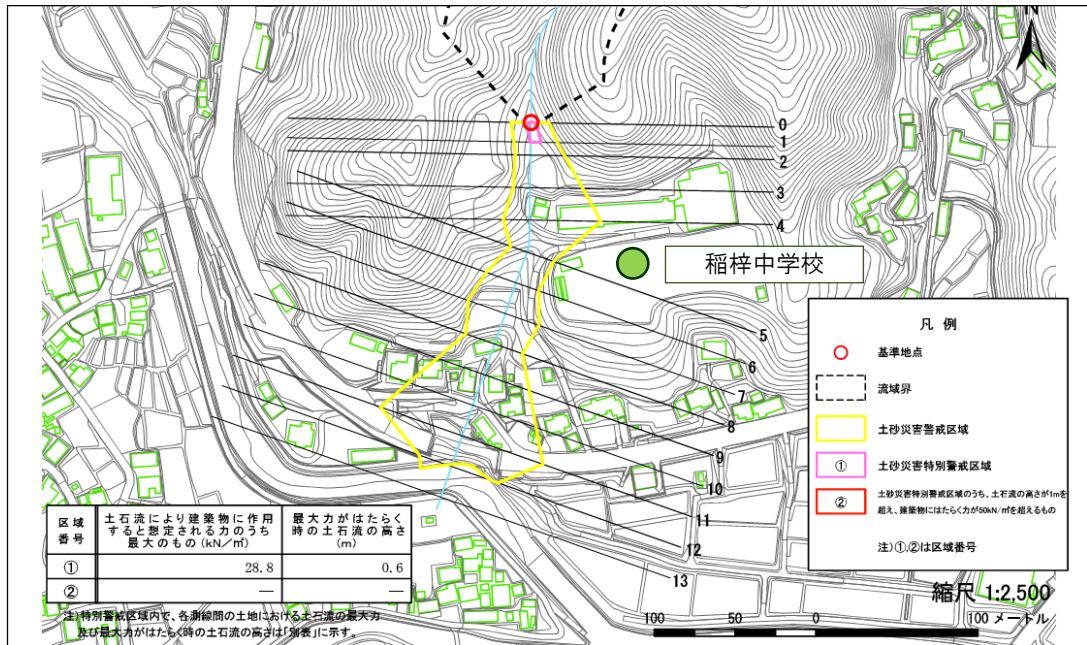 N
0
1
2
3
4
稲梓中学校
5
6
7
8
9
10
11
12
13
凡 例
基準地点
流域界
土砂災害警戒区域
① 土砂災害特別警戒区域
② 土砂災害特別警戒区域のうち、土石流の高さが1mを
超え、建築物にはたらく力が50kN/㎡を超えるもの
注)①,②は区域番号
区域番号 土石流により建築物に作用すると想定される力のうち最大のもの(kN/㎡) 最大力がはたらく時の土石流の高さ(m)
① 28.8 0.6
② — —
注)特別警戒区域内で、各測線間の土地における土石流の最大力
及び最大力がはたらく時の土石流の高さは「別表」に示す。
縮尺 1:2,500
100 50 0 100 メートル